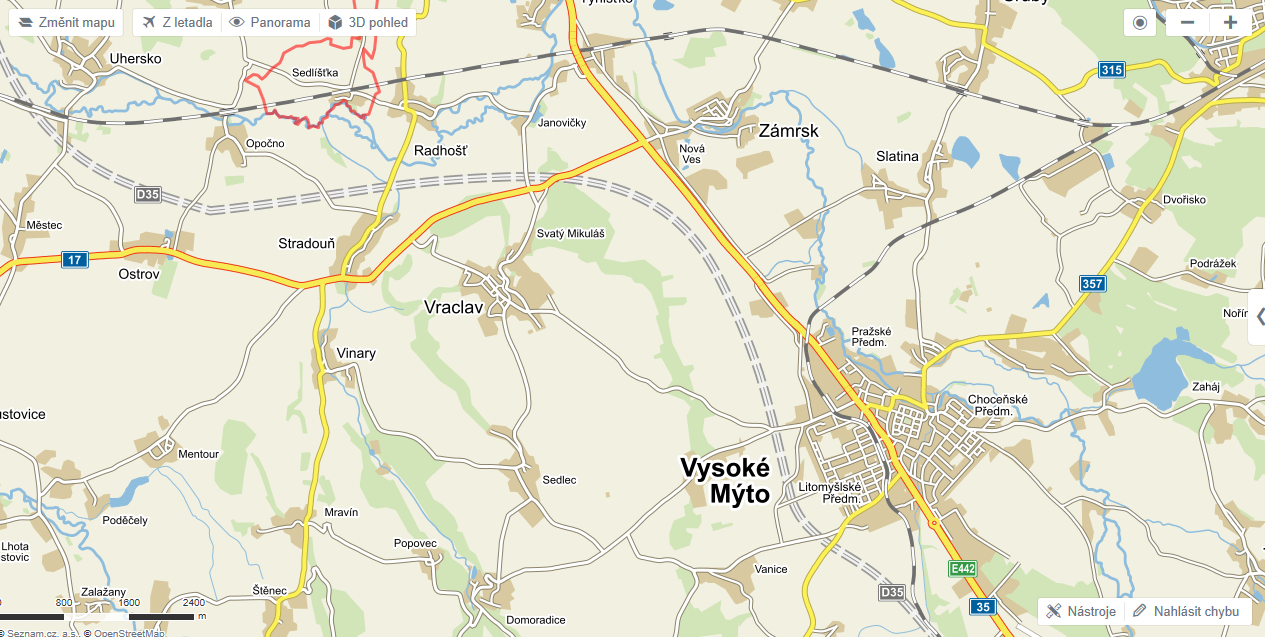 Změnit mapu
Z letadla
Panorama
3D pohled
Uhersko
Sedlíšťka
315
Janovičky
Zámrsk
Opočno
Radhošť
Nová
Ves
Slatina
D35
Dvořisko
Městec
Svatý Mikuláš
Stradouň
17
Ostrov
Podrážek
357
Vraclav
Pražské
Předm.
Vinary
Zaháj
Choceňské
Předm.
Mentour
Vysoké
Mýto
Sedlec
Litomyšlské
Předm.
Poděčely
Mravín
Popovec
Lhota
Vanice
E442
Zalažany
Štěnec
D35
35
800
1600
2400
m
Domoradice
Nástroje
Nahlásit chybu
© Seznam.cz, a.s., © OpenStreetMap